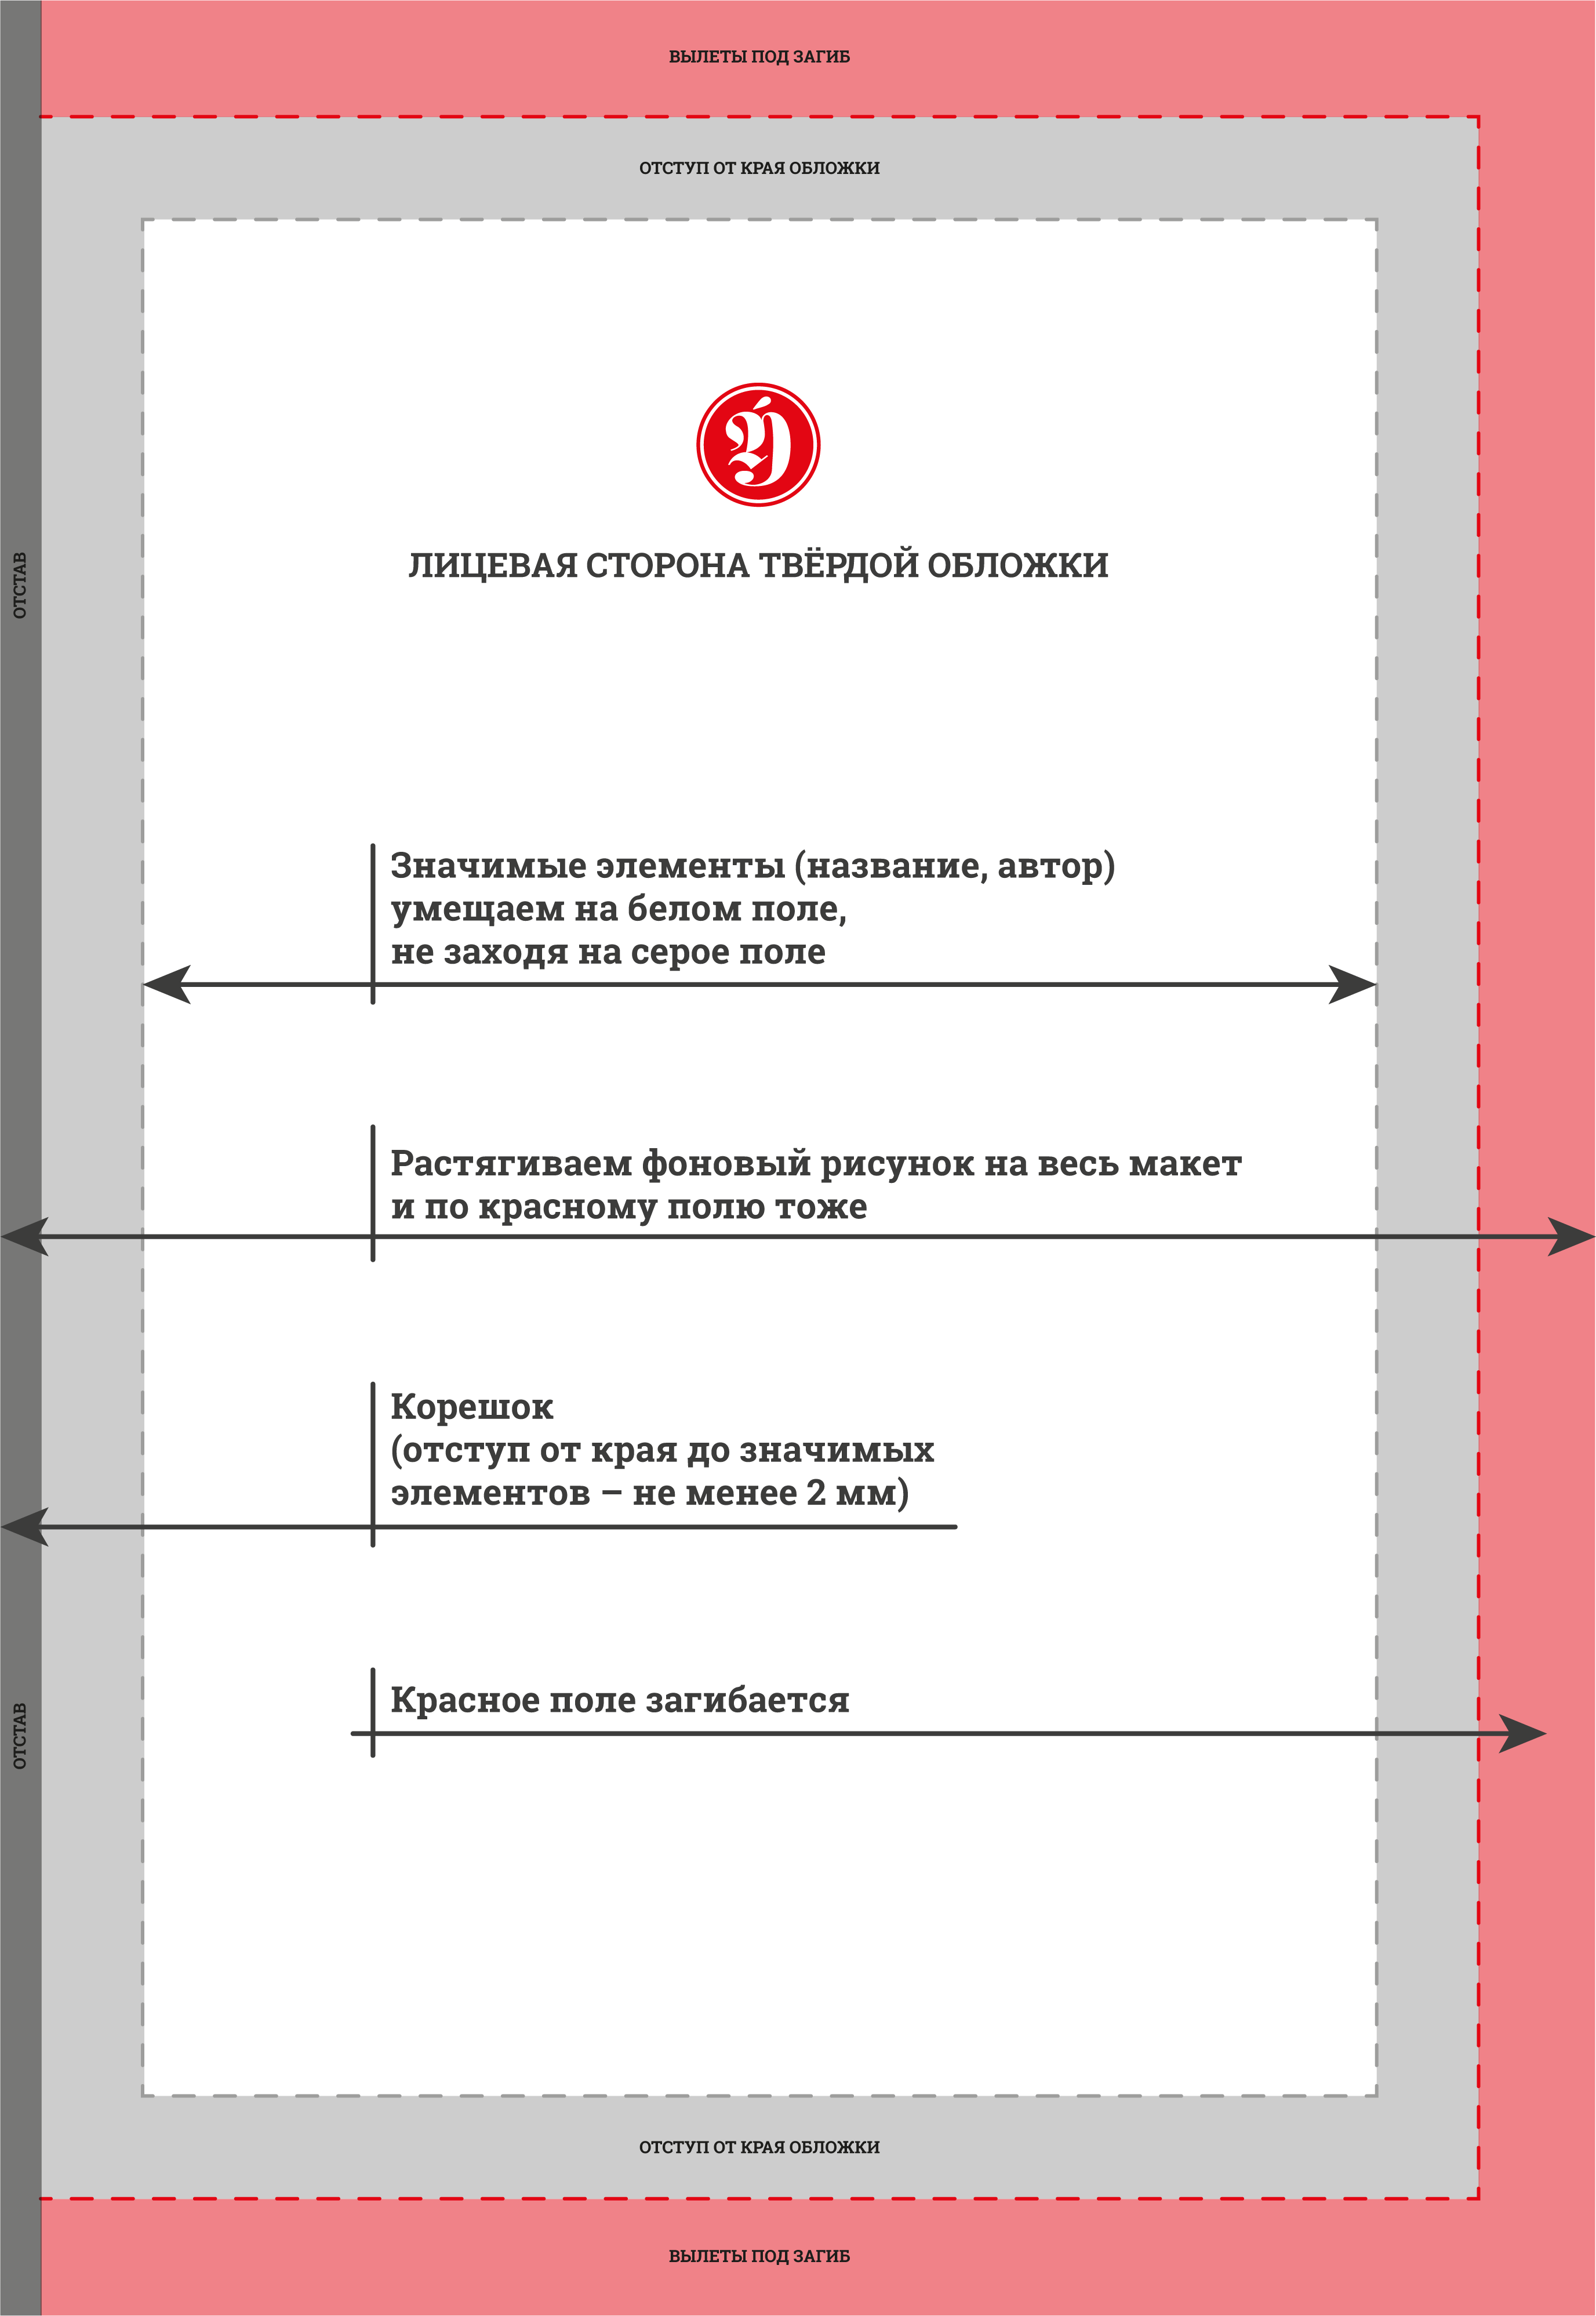 ВЫЛЕТЫ ПОД ЗАГИБ
ОТСТУП ОТ КРАЯ ОБЛОЖКИ
ОТСТАВ
ЛИЦЕВАЯ СТОРОНА ТВЁРДОЙ ОБЛОЖКИ
Значимые элементы (название, автор)
умещаем на белом поле,
не заходя на серое поле
Растягиваем фоновый рисунок на весь макет
и по красному полю тоже
Корешок
(отступ от края до значимых
элементов – не менее 2 мм)
Красное поле загибается
ОТСТАВ
ОТСТУП ОТ КРАЯ ОБЛОЖКИ
ВЫЛЕТЫ ПОД ЗАГИБ